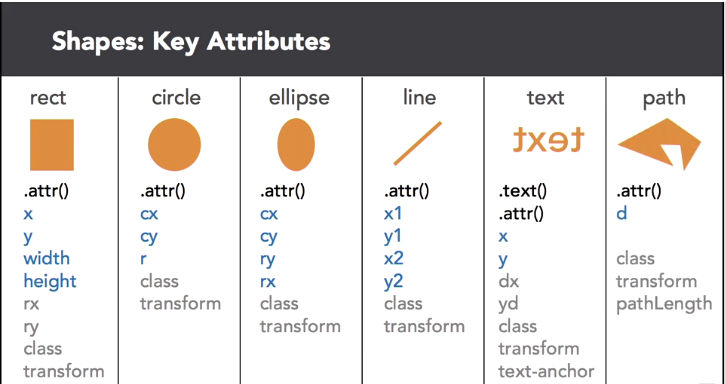 Shapes: Key Attributes
rect
.attr()
x
y
width
height
rx
ry
class
transform
circle
.attr()
cx
cy
r
class
transform
ellipse
.attr()
cx
cy
ry
rx
class
transform
line
.attr()
x1
y1
x2
y2
class
transform
text
text
.text()
.attr()
x
y
dx
yd
class
transform
text-anchor
path
.attr()
d
class
transform
pathLength